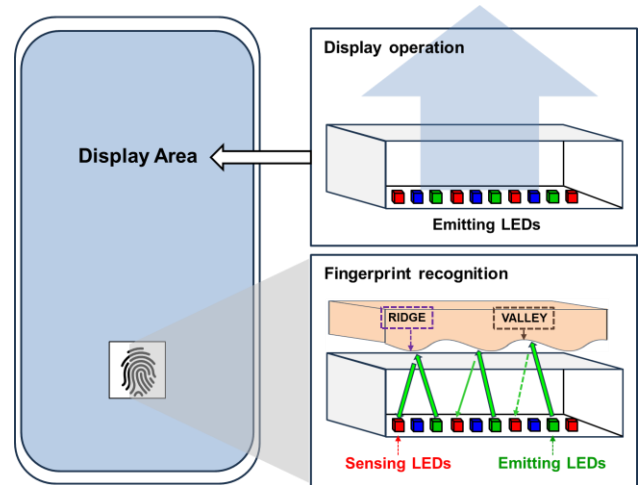 Display operation
Display Area
Emitting LEDs
Fingerprint recognition
RIDGE
VALLEY
Sensing LEDs
Emitting LEDs